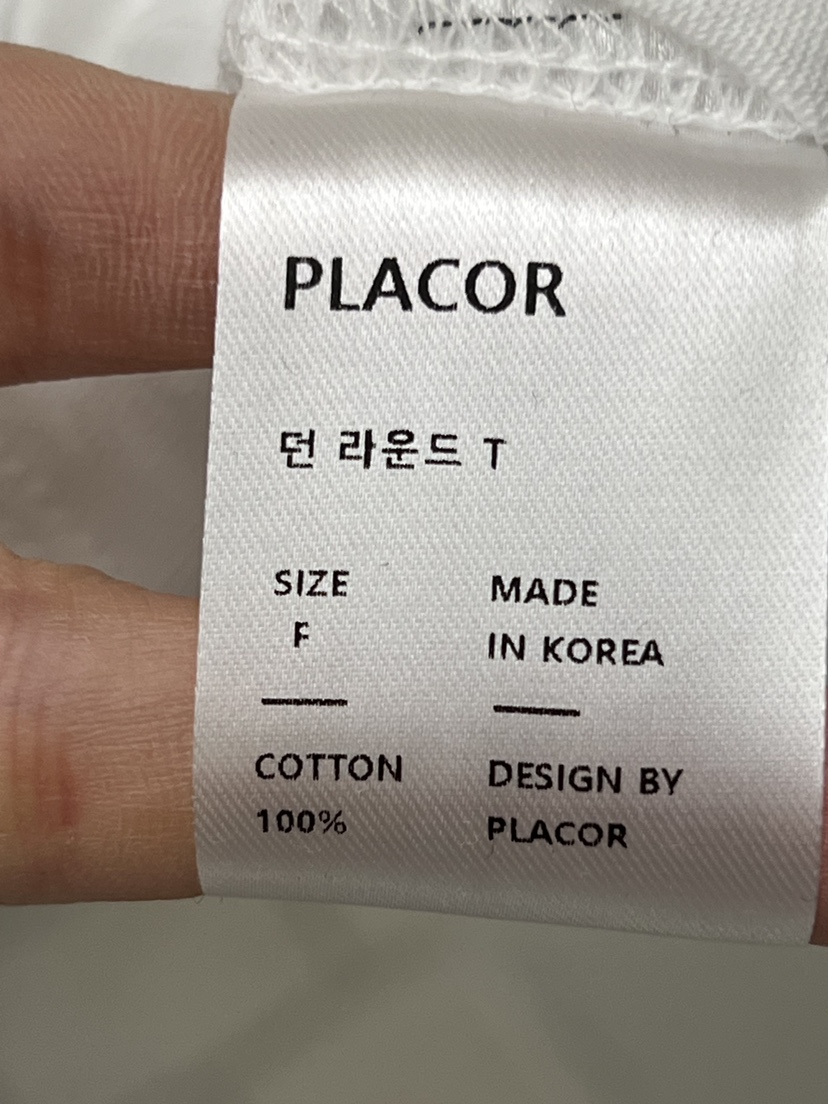 PLACOR
던 라운드 T
SIZE
F
MADE
IN KOREA
COTTON
100%
DESIGN BY
PLACOR